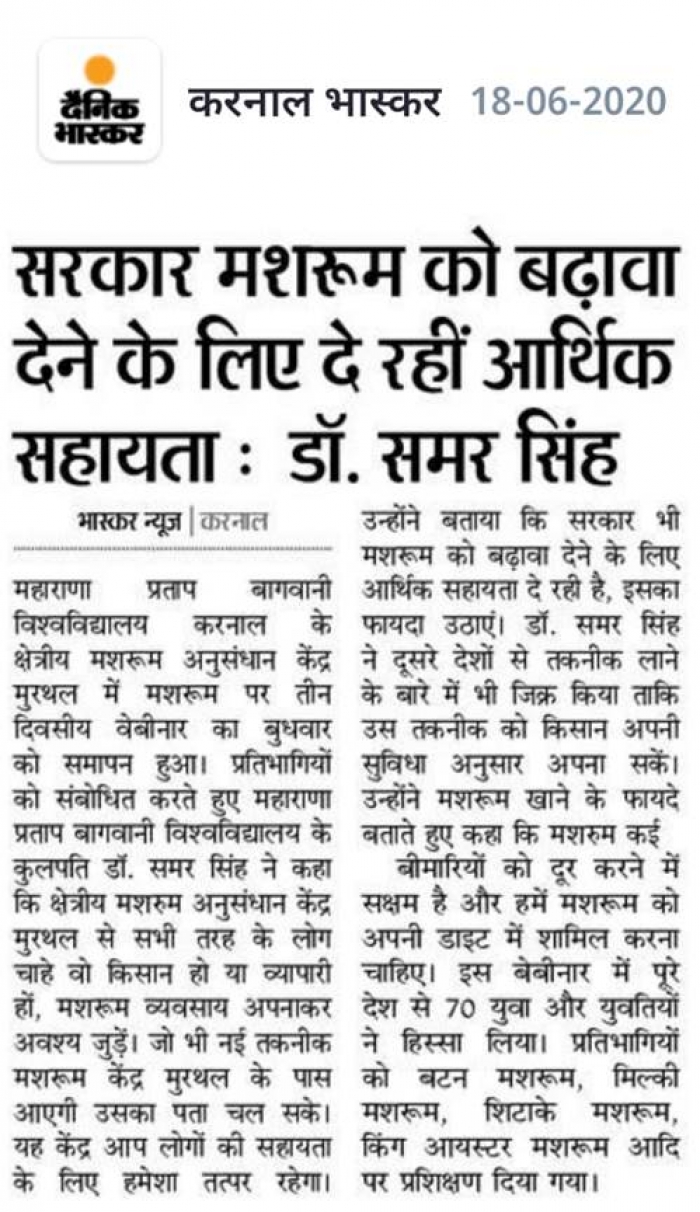 दैनिक
भास्कर
करनाल भास्कर 18-06-2020
सरकार मशरूम को बढ़ावा
देने के लिए दे रहीं आर्थिक
सहायता : डॉ. समर सिंह
भास्कर न्यूज | करनाल
महाराणा प्रताप बागवानी
विश्वविद्यालय करनाल के
क्षेत्रीय मशरूम अनुसंधान केंद्र
मुरथल में मशरूम पर तीन
दिवसीय वेबीनार का बुधवार
को समापन हुआ। प्रतिभागियों
को संबोधित करते हुए महाराणा
प्रताप बागवानी विश्वविद्यालय के
कुलपति डॉ. समर सिंह ने कहा
कि क्षेत्रीय मशरुम अनुसंधान केंद्र
मुरथल से सभी तरह के लोग
चाहे वो किसान हो या व्यापारी
हों, मशरूम व्यवसाय अपनाकर
अवश्य जुड़ें। जो भी नई तकनीक
मशरूम केंद्र मुरथल के पास
आएगी उसका पता चल सके।
यह केंद्र आप लोगों की सहायता
के लिए हमेशा तत्पर रहेगा।
उन्होंने बताया कि सरकार भी
मशरूम को बढ़ावा देने के लिए
आर्थिक सहायता दे रही है, इसका
फायदा उठाएं। डॉ. समर सिंह
ने दूसरे देशों से तकनीक लाने
के बारे में भी जिक्र किया ताकि
उस तकनीक को किसान अपनी
सुविधा अनुसार अपना सकें।
उन्होंने मशरूम खाने के फायदे
बताते हुए कहा कि मशरुम कई
बीमारियों को दूर करने में
सक्षम है और हमें मशरूम को
अपनी डाइट में शामिल करना
चाहिए। इस बेबीनार में पूरे
देश से 70 युवा और युवतियों
ने हिस्सा लिया। प्रतिभागियों
को बटन मशरूम, मिल्की
मशरूम, शिटाके मशरूम,
किंग आयस्टर मशरूम आदि
पर प्रशिक्षण दिया गया।